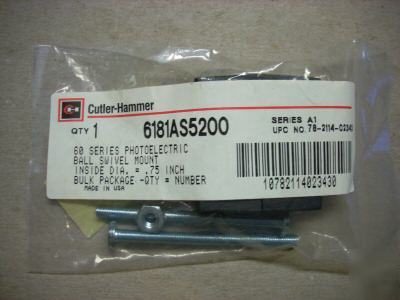 Cutler-Hammer
QTY 1 6181AS5200
SERIES A1
UPC NO. 78-2114-02343
60 SERIES PHOTOELECTRIC
BALL SWIVEL MOUNT
INSIDE DIA. = .75 INCH
BULK PACKAGE -QTY = NUMBER
MADE IN USA
10782114023430